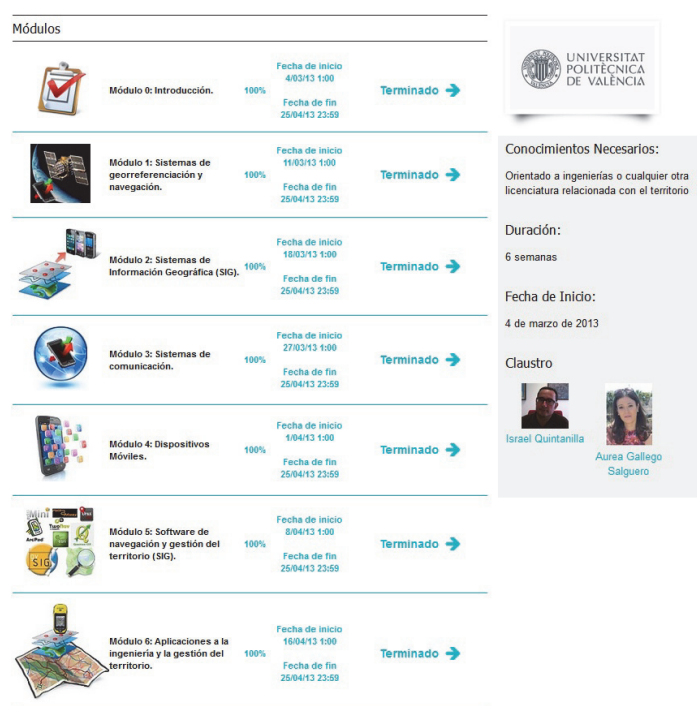 Módulos
Módulo 0: Introducción.
100%
Fecha de inicio
4/03/13 1:00
Fecha de fin
25/04/13 23:59
Terminado
Módulo 1: Sistemas de
georreferenciación y
navegación.
100%
Fecha de inicio
11/03/13 1:00
Fecha de fin
25/04/13 23:59
Terminado
Módulo 2: Sistemas de
Información Geográfica (SIG).
100%
Fecha de inicio
18/03/13 1:00
Fecha de fin
25/04/13 23:59
Terminado
Módulo 3: Sistemas de
comunicación.
100%
Fecha de inicio
27/03/13 1:00
Fecha de fin
25/04/13 23:59
Terminado
Módulo 4: Dispositivos
Móviles.
100%
Fecha de inicio
1/04/13 1:00
Fecha de fin
25/04/13 23:59
Terminado
Mini
ArcPad
SIG
Módulo 5: Software de
navegación y gestión del
territorio (SIG).
100%
Fecha de inicio
8/04/13 1:00
Fecha de fin
25/04/13 23:59
Terminado
Módulo 6: Aplicaciones a la
ingeniería y la gestión del
territorio.
100%
Fecha de inicio
16/04/13 1:00
Fecha de fin
25/04/13 23:59
Terminado
UNIVERSITAT
POLITÈCNICA
DE VALÈNCIA
Conocimientos Necesarios:
Orientado a ingenierías o cualquier otra
licenciatura relacionada con el territorio
Duración:
6 semanas
Fecha de Inicio:
4 de marzo de 2013
Claustro
Israel Quintanilla
Aurea Gallego
Salguero